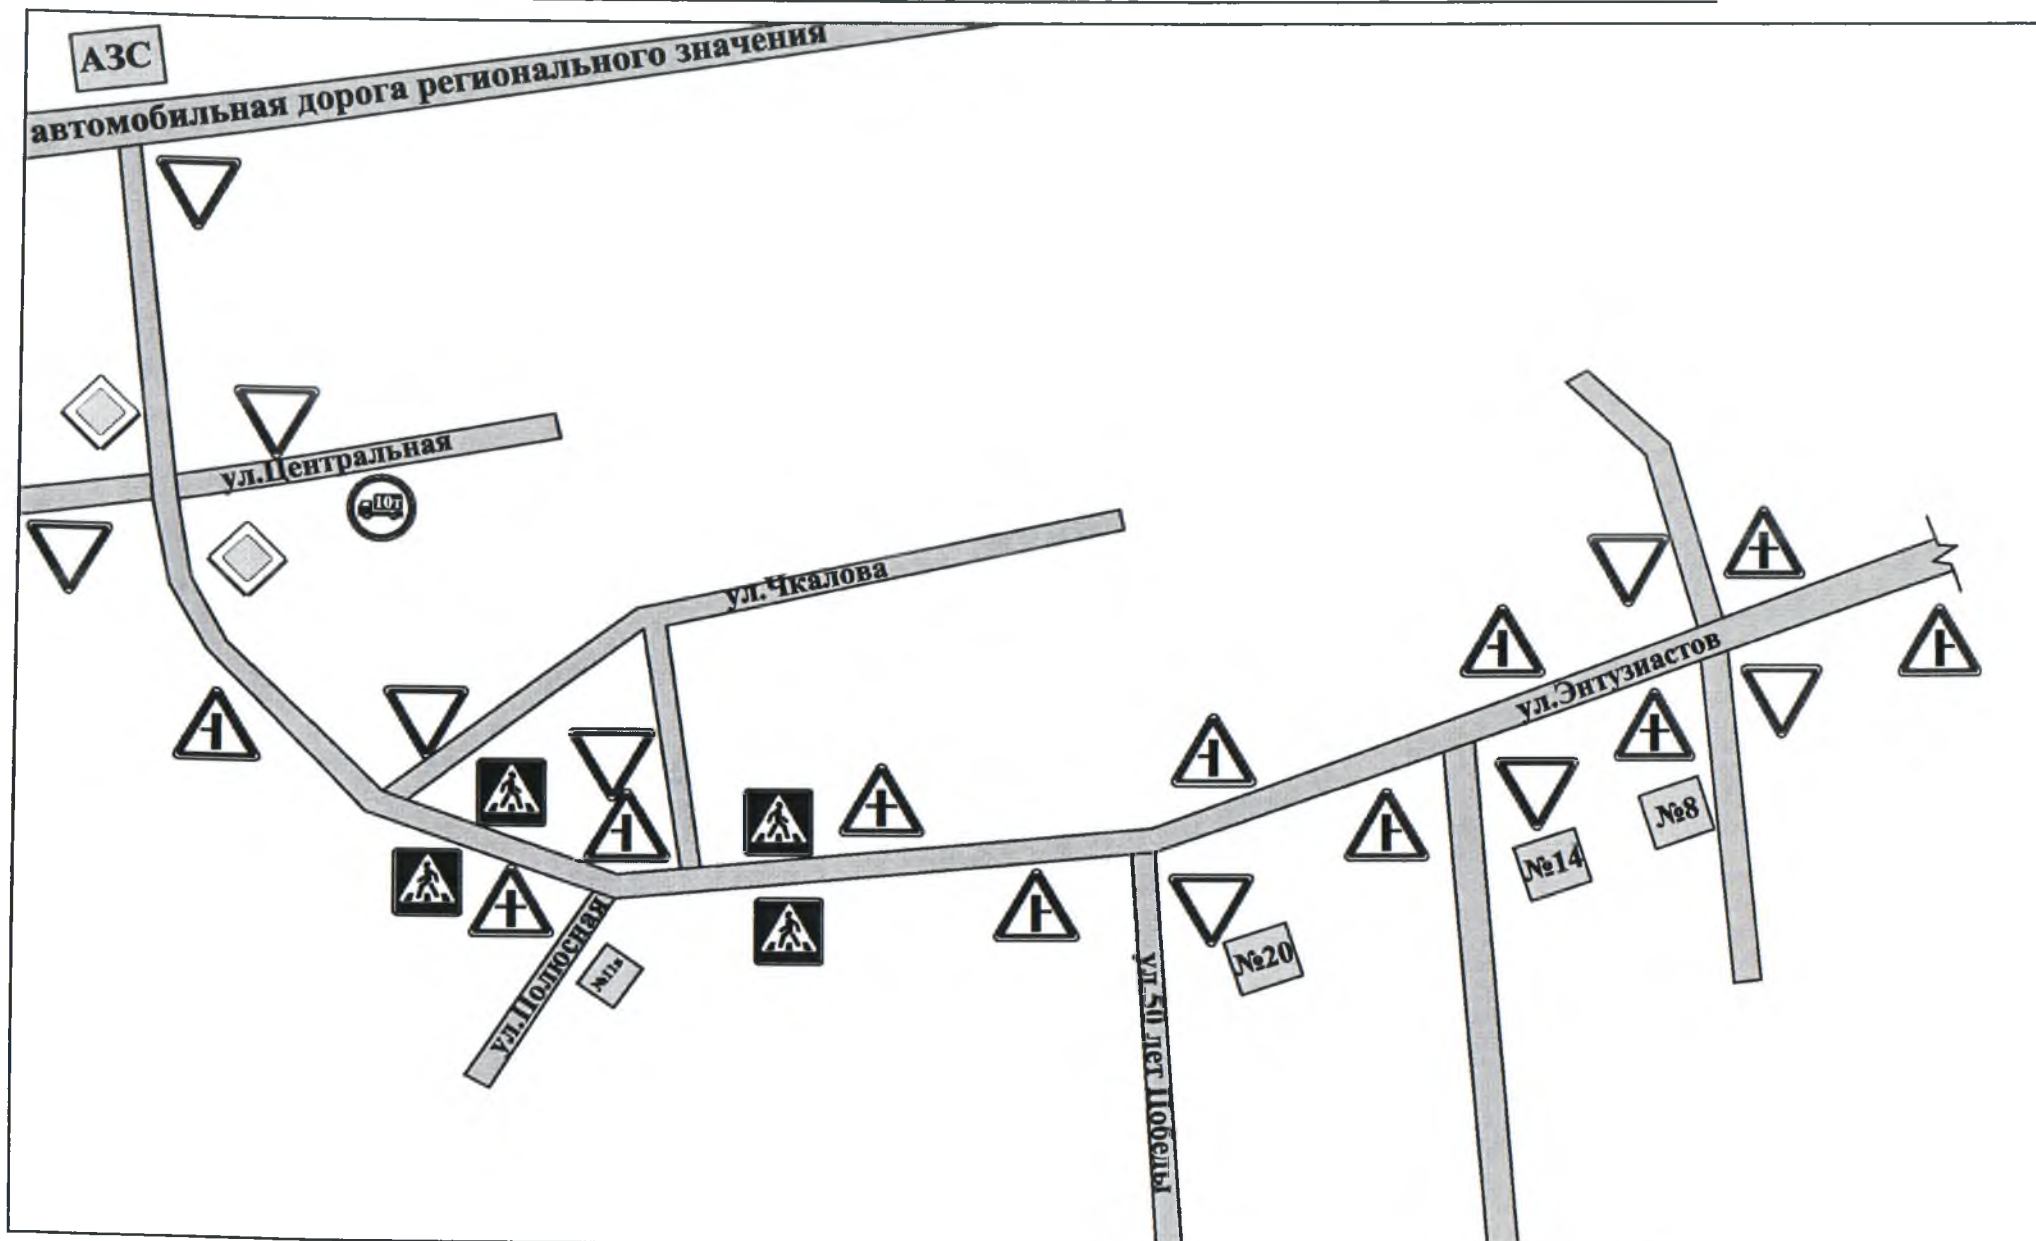 АЗС
автомобильная дорога регионального значения
ул.Центральная
10т
ул.Чкалова
ул.Энтузиастов
№8
№14
№20
ул.Полюсная
ул.50 лет Победы